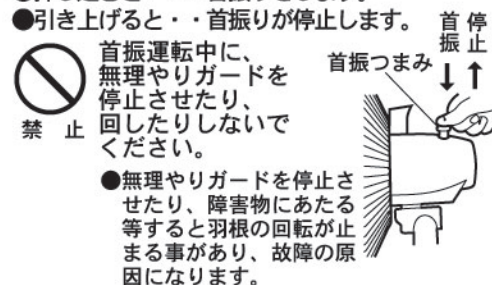 ●引き上げると・・首振りが停止します。
首振運転中に、
無理やりガードを
停止させたり、
回したりしないで
ください。
禁止
●無理やりガードを停止さ
せたり、障害物にあたる
等すると羽根の回転が止
まる事があり、故障の原
因になります。
首振
停止
首振つまみ